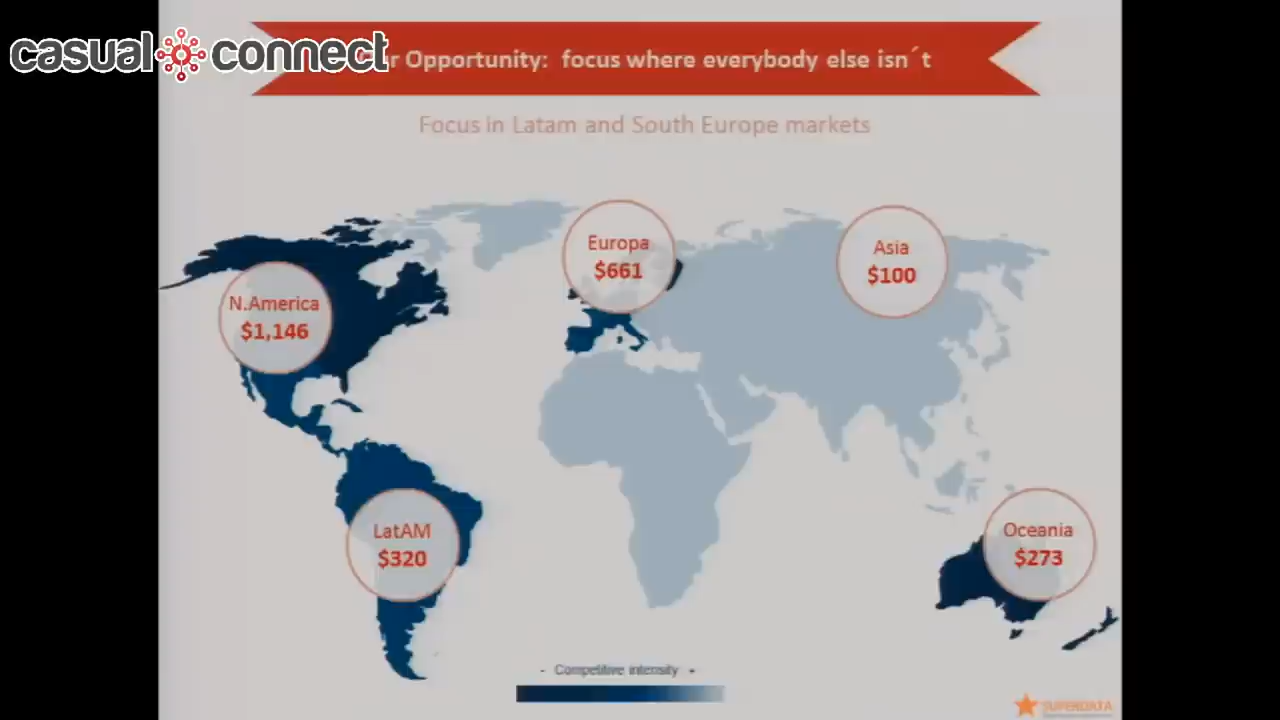 casual connect
r Opportunity: focus where everybody else isn´t
Focus in Latam and South Europe markets
Europa
$661
Asia
$100
N.America
$1,146
LatAM
$320
Oceania
$273
- Competitive intensity +
SUPERDATA